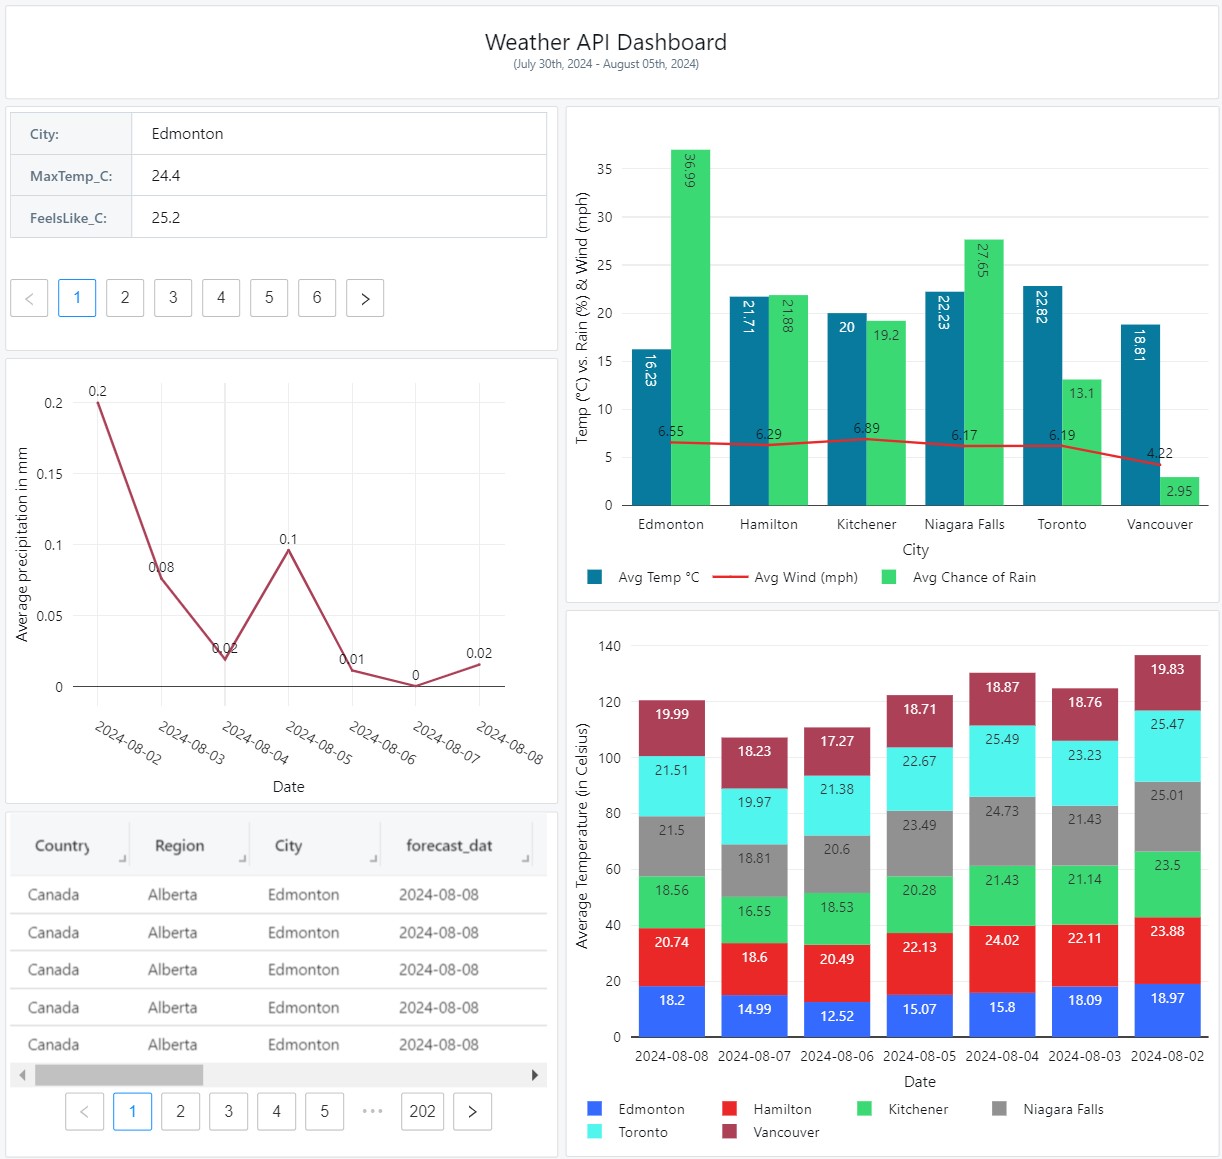 Weather API Dashboard
(July 30th, 2024 - August 05th, 2024)
City: Edmonton
MaxTemp_C: 24.4
FeelsLike_C: 25.2
< 1 2 3 4 5 6 >
Average precipitation in mm
0.2
0.15
0.1
0.05
0
0.2
0.08
0.02
0.1
0.01
0
0.02
2024-08-02
2024-08-03
2024-08-04
2024-08-05
2024-08-06
2024-08-07
2024-08-08
Date
Country Region City forecast_dat
Canada Alberta Edmonton 2024-08-08
Canada Alberta Edmonton 2024-08-08
Canada Alberta Edmonton 2024-08-08
Canada Alberta Edmonton 2024-08-08
Canada Alberta Edmonton 2024-08-08
< 1 2 3 4 5 ••• 202 >
Temp (°C) vs. Rain (%) & Wind (mph)
35
30
25
20
15
10
5
0
16.23 36.99
21.71 21.88
20 19.2
22.23 27.65
22.82 13.1
18.81 2.95
6.55 6.29 6.89 6.17 6.19 4.22
Edmonton Hamilton Kitchener Niagara Falls Toronto Vancouver
City
Avg Temp °C Avg Wind (mph) Avg Chance of Rain
Average Temperature (in Celsius)
140
120
100
80
60
40
20
0
19.99 18.23 17.27 18.71 18.87 18.76 19.83
21.51 19.97 21.38 22.67 25.49 23.23 25.47
21.5 18.81 20.6 23.49 24.73 21.43 25.01
18.56 16.55 18.53 20.28 21.43 21.14 23.5
20.74 18.6 20.49 22.13 24.02 22.11 23.88
18.2 14.99 12.52 15.07 15.8 18.09 18.97
2024-08-08 2024-08-07 2024-08-06 2024-08-05 2024-08-04 2024-08-03 2024-08-02
Date
Edmonton Hamilton Kitchener Niagara Falls
Toronto Vancouver